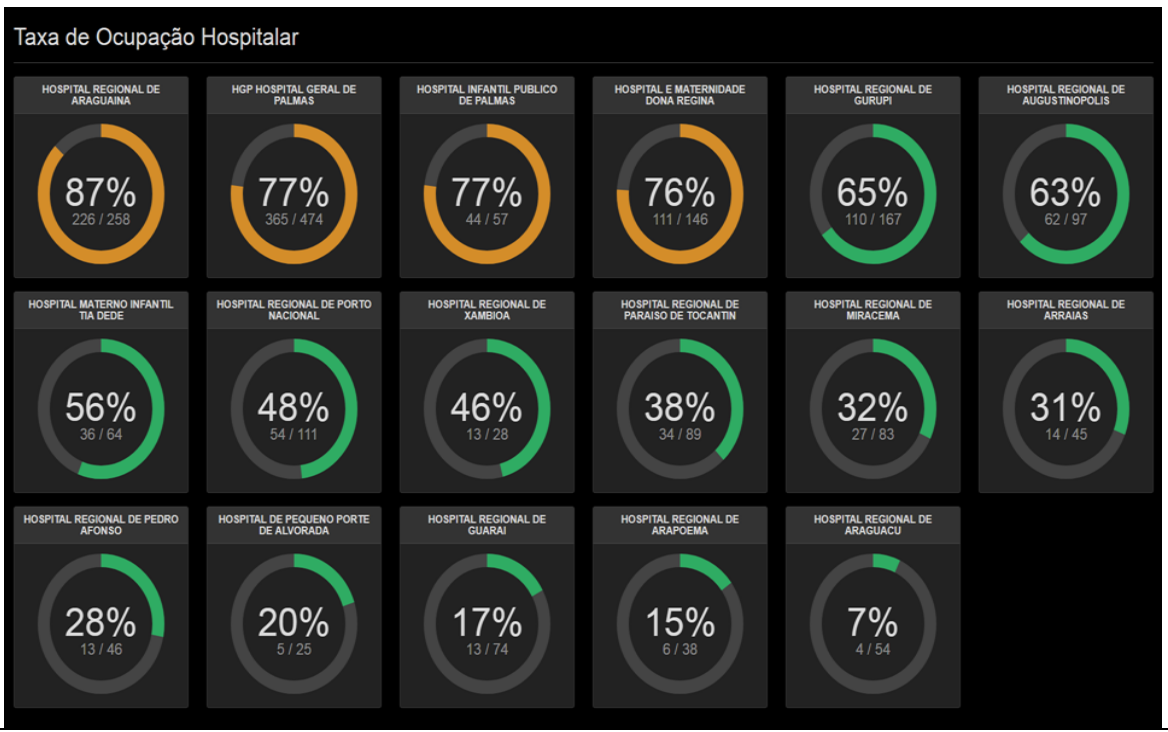 Taxa de Ocupação Hospitalar
HOSPITAL REGIONAL DE
ARAGUAINA
87%
226 / 258
HGP HOSPITAL GERAL DE
PALMAS
77%
365 / 474
HOSPITAL INFANTIL PUBLICO
DE PALMAS
77%
44 / 57
HOSPITAL E MATERNIDADE
DONA REGINA
76%
111 / 146
HOSPITAL REGIONAL DE
GURUPI
65%
110 / 167
HOSPITAL REGIONAL DE
AUGUSTINOPOLIS
63%
62 / 97
HOSPITAL MATERNO INFANTIL
TIA DEDE
56%
36 / 64
HOSPITAL REGIONAL DE PORTO
NACIONAL
48%
54 / 111
HOSPITAL REGIONAL DE
XAMBIOA
46%
13 / 28
HOSPITAL REGIONAL DE
PARAISO DE TOCANTIN
38%
34 / 89
HOSPITAL REGIONAL DE
MIRACEMA
32%
27 / 83
HOSPITAL REGIONAL DE
ARRAIAS
31%
14 / 45
HOSPITAL REGIONAL DE PEDRO
AFONSO
28%
13 / 46
HOSPITAL DE PEQUENO PORTE
DE ALVORADA
20%
5 / 25
HOSPITAL REGIONAL DE
GUARAI
17%
13 / 74
HOSPITAL REGIONAL DE
ARAPOEMA
15%
6 / 38
HOSPITAL REGIONAL DE
ARAGUACU
7%
4 / 54